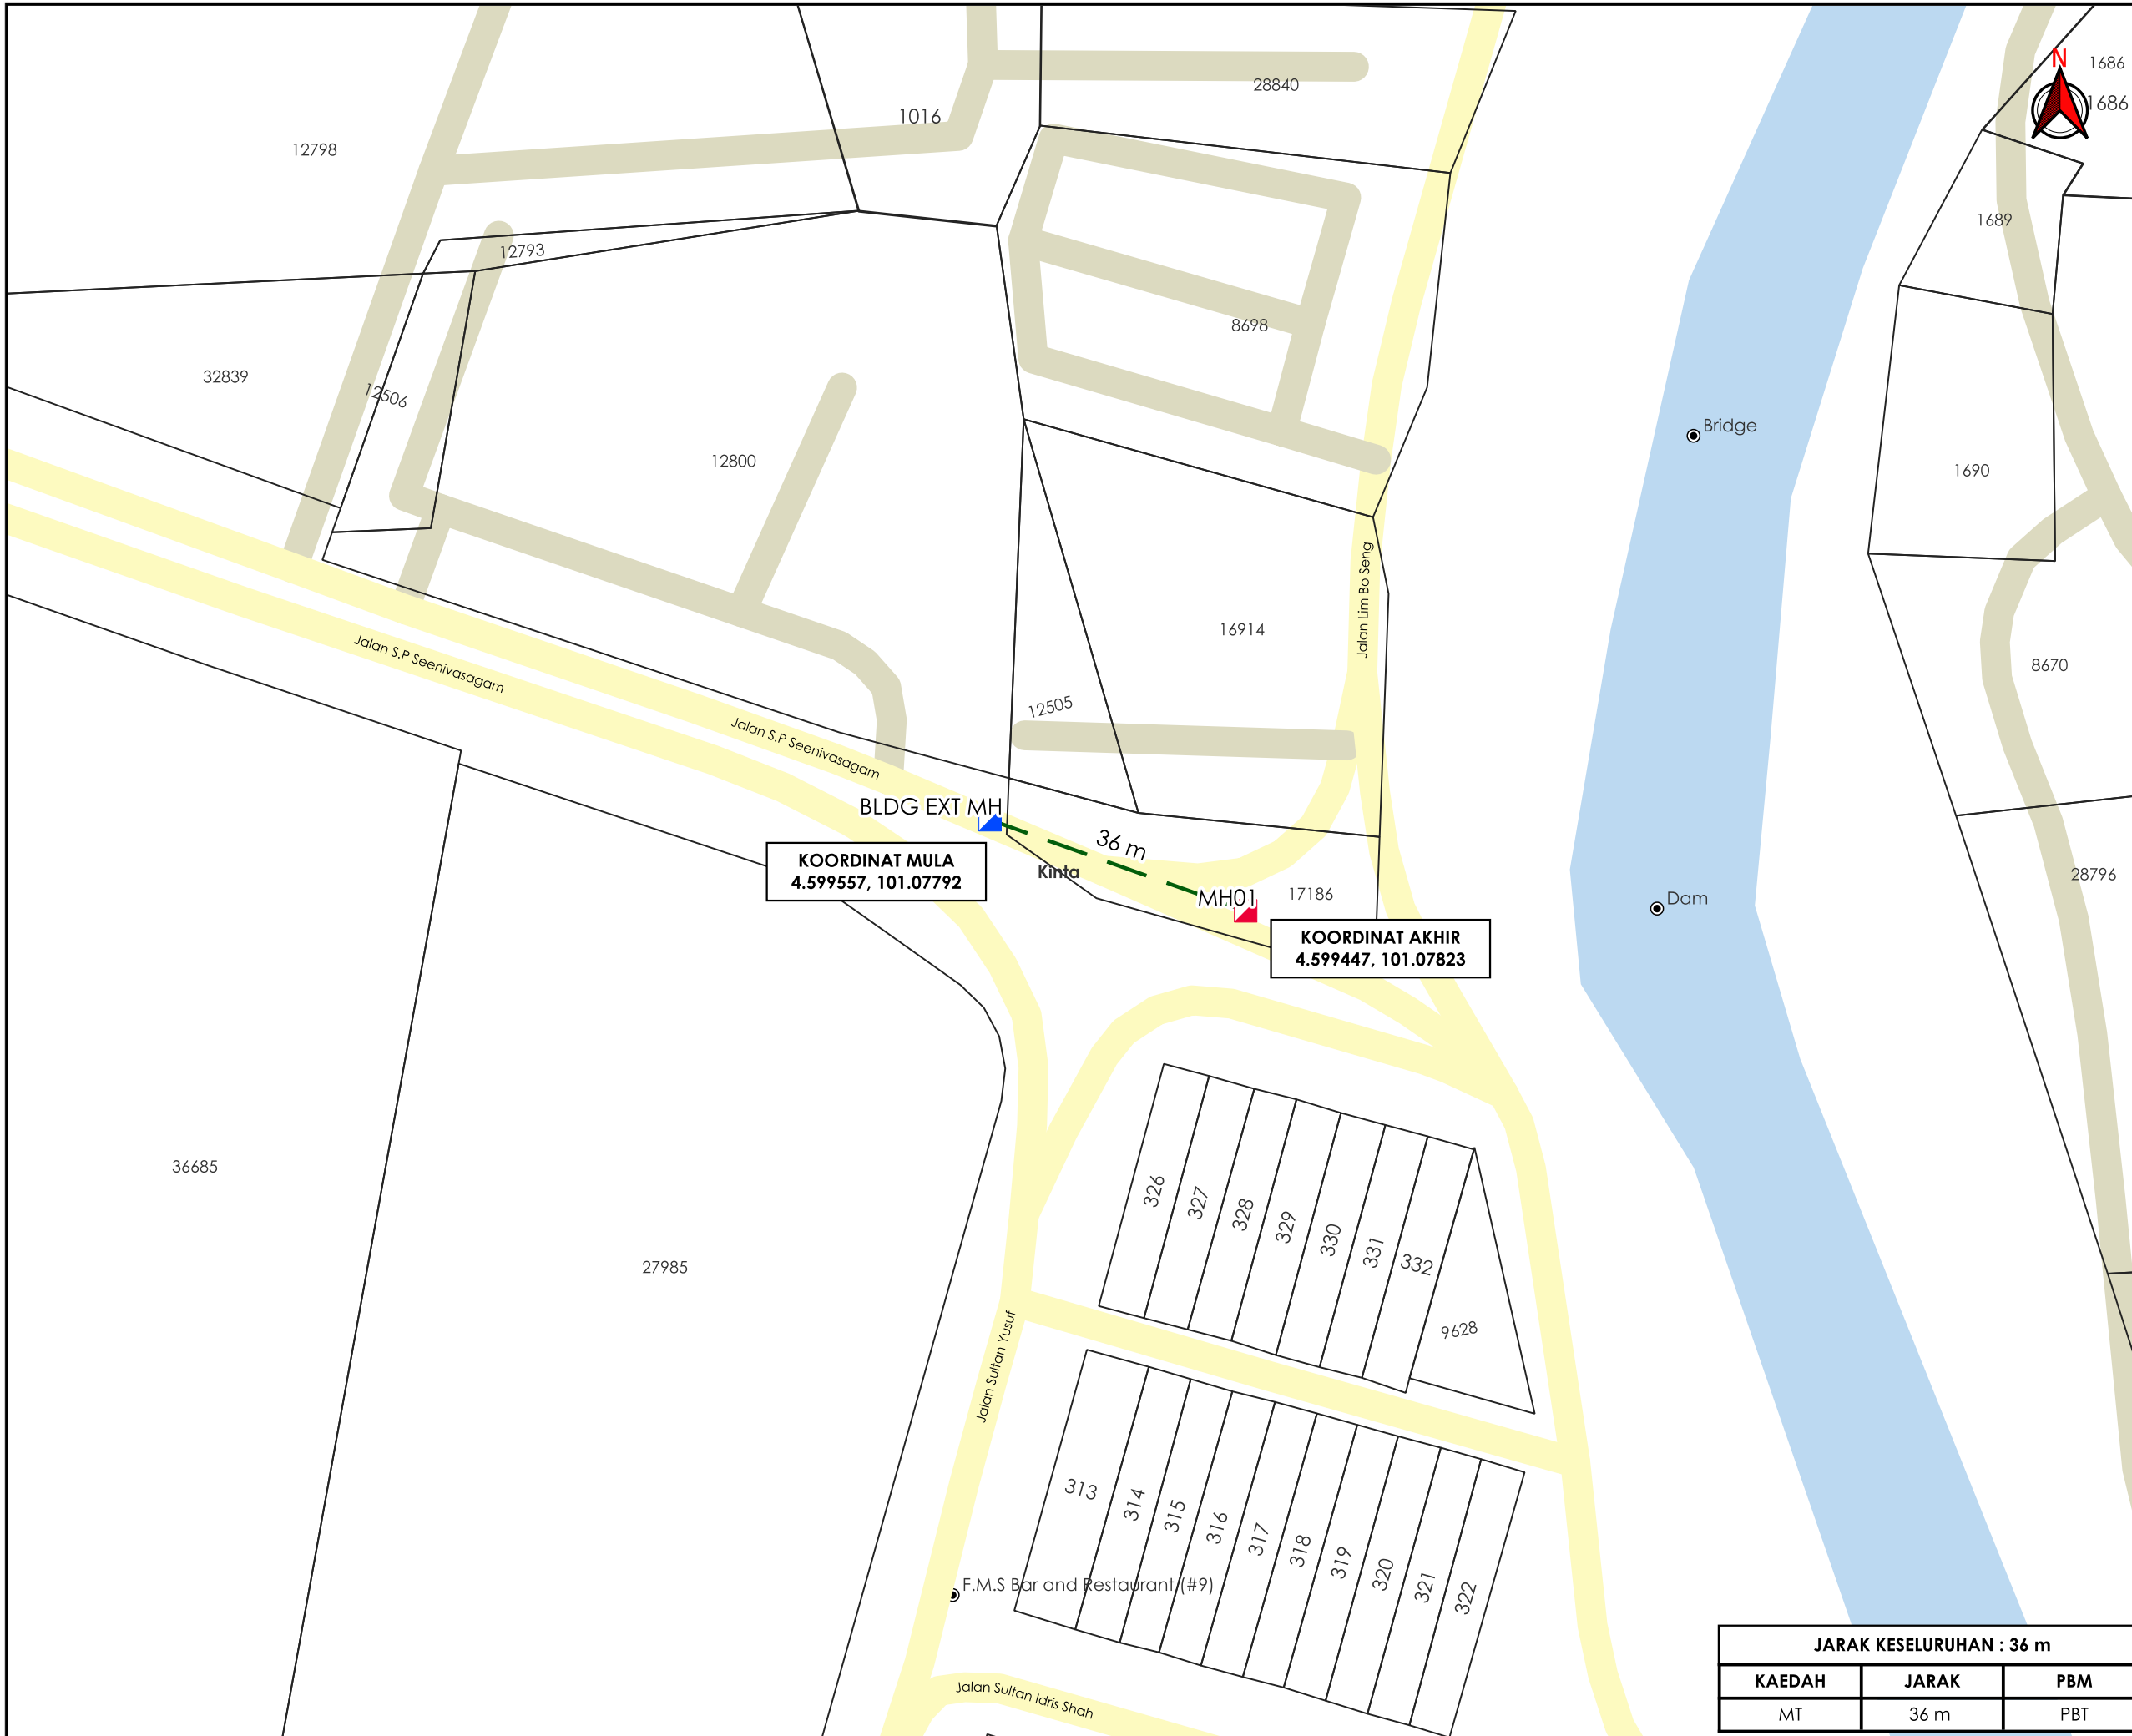 N
1686
1686
28840
1016
12798
1689
12793
8698
32839
12506
12800
Bridge
1690
Jalan Lim Bo Seng
16914
Jalan S.P Seenivasagam
8670
12505
Jalan S.P Seenivasagam
BLDG EXT MH
36 m
KOORDINAT MULA
4.599557, 101.07792
Kinta
28796
MH01
17186
Dam
KOORDINAT AKHIR
4.599447, 101.07823
36685
326
327
328
329
330
331
332
27985
9628
Jalan Sultan Yusuf
313
314
315
316
317
318
319
320
321
322
F.M.S Bar and Restaurant (#9)
Jalan Sultan Idris Shah
JARAK KESELURUHAN : 36 m
KAEDAH JARAK PBM
MT 36 m PBT